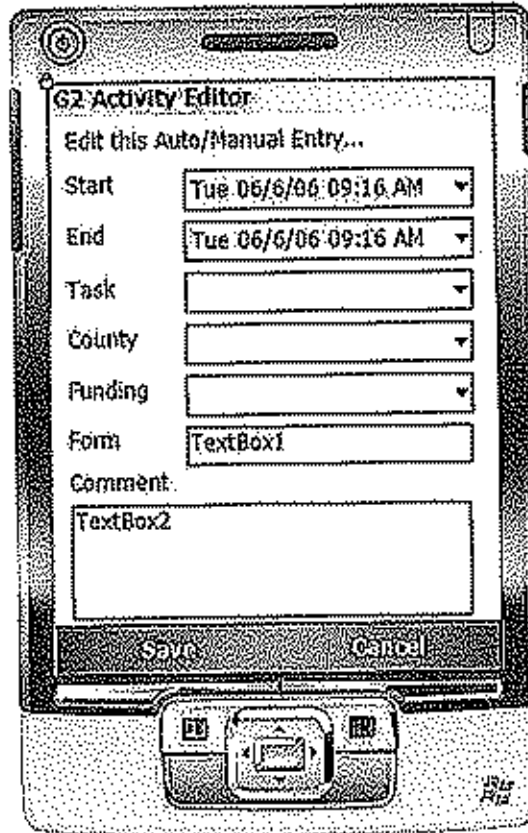 G2 Activity Editor
Edit this Auto/Manual Entry...
Start Tue 06/6/06 09:16 AM
End Tue 06/6/06 09:16 AM
Task
County
Funding
Form TextBox1
Comment
TextBox2
Save Cancel